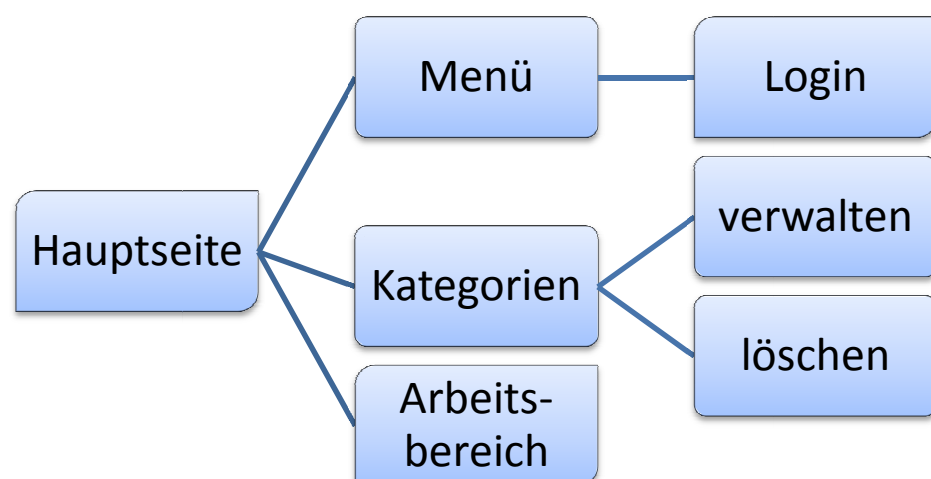 Menü
Login
Hauptseite
Kategorien
verwalten
löschen
Arbeits-
bereich